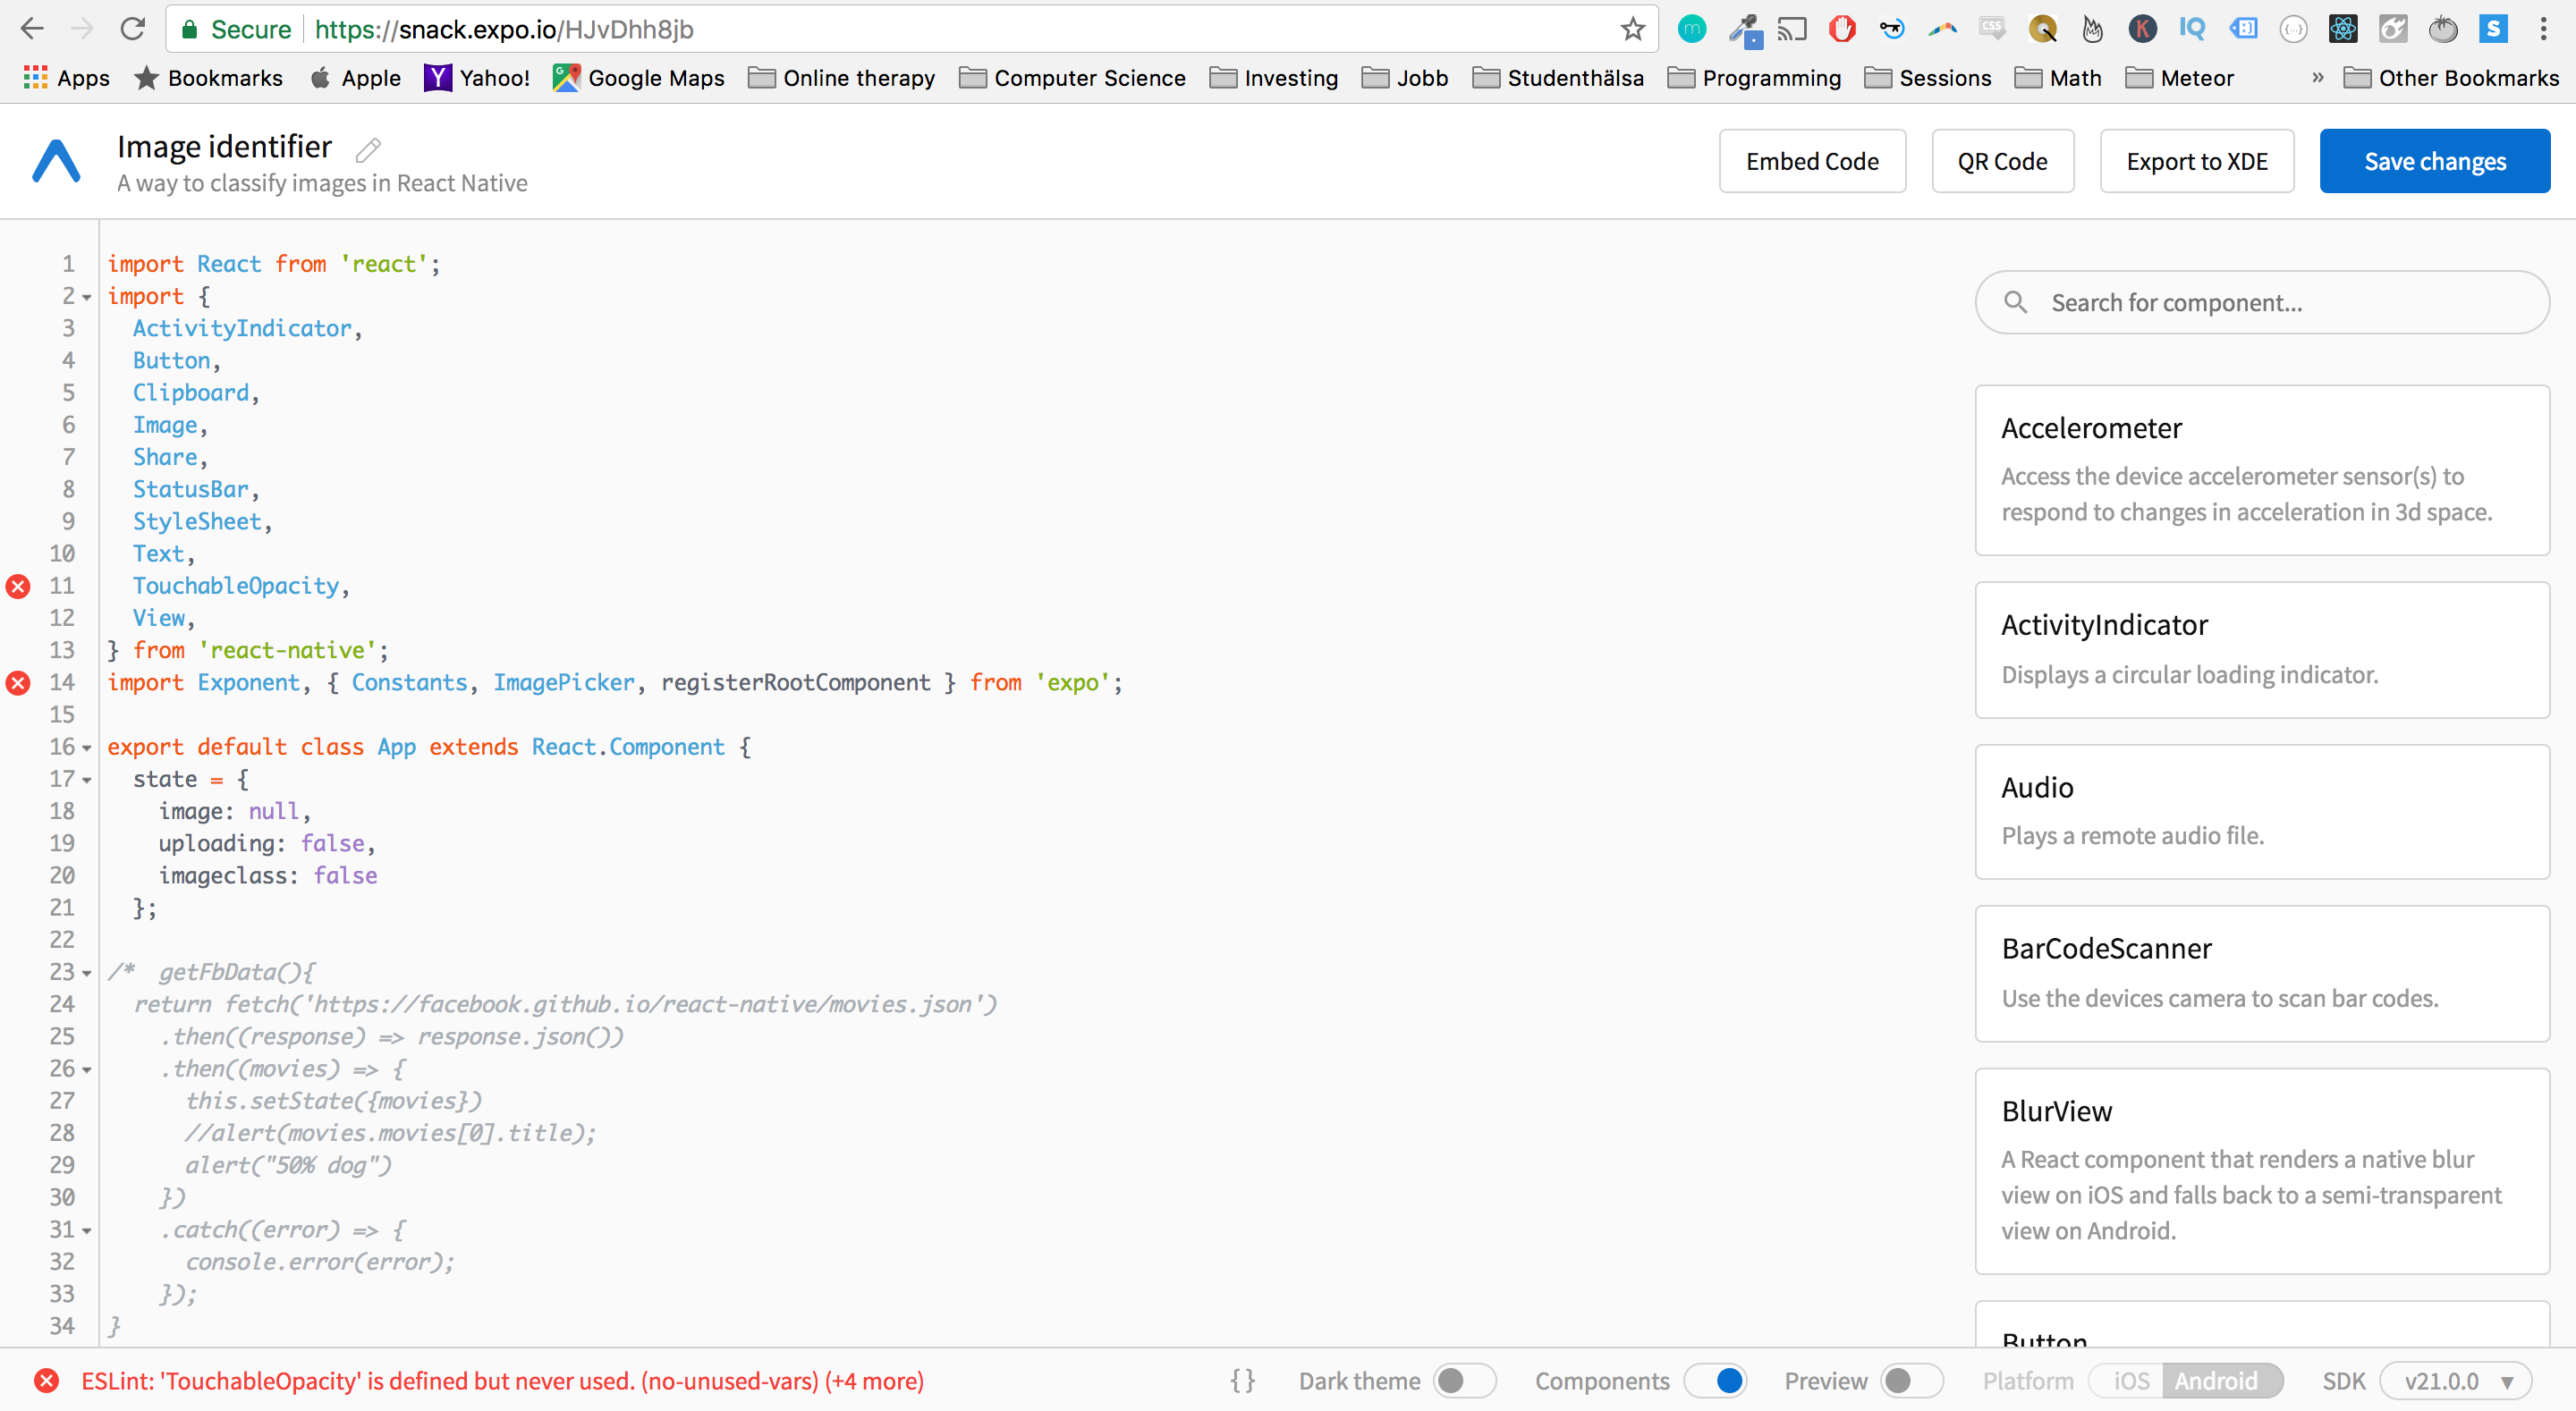 Secure https://snack.expo.io/HJvDhh8jb
Apps Bookmarks Apple Yahoo! Google Maps Online therapy Computer Science Investing Jobb Studenthälsa Programming Sessions Math Meteor » Other Bookmarks
Image identifier
A way to classify images in React Native
Embed Code QR Code Export to XDE Save changes
1 import React from 'react';
2 import {
3 ActivityIndicator,
4 Button,
5 Clipboard,
6 Image,
7 Share,
8 StatusBar,
9 StyleSheet,
10 Text,
11 TouchableOpacity,
12 View,
13 } from 'react-native';
14 import Exponent, { Constants, ImagePicker, registerRootComponent } from 'expo';
15
16 export default class App extends React.Component {
17 state = {
18 image: null,
19 uploading: false,
20 imageclass: false
21 };
22
23 /* getFbData(){
24 return fetch('https://facebook.github.io/react-native/movies.json')
25 .then((response) => response.json())
26 .then((movies) => {
27 this.setState({movies})
28 //alert(movies.movies[0].title);
29 alert("50% dog")
30 })
31 .catch((error) => {
32 console.error(error);
33 });
34 }
Search for component...
Accelerometer
Access the device accelerometer sensor(s) to
respond to changes in acceleration in 3d space.
ActivityIndicator
Displays a circular loading indicator.
Audio
Plays a remote audio file.
BarCodeScanner
Use the devices camera to scan bar codes.
BlurView
A React component that renders a native blur
view on iOS and falls back to a semi-transparent
view on Android.
Button
ESLint: 'TouchableOpacity' is defined but never used. (no-unused-vars) (+4 more)
{} Dark theme Components Preview Platform iOS Android SDK v21.0.0